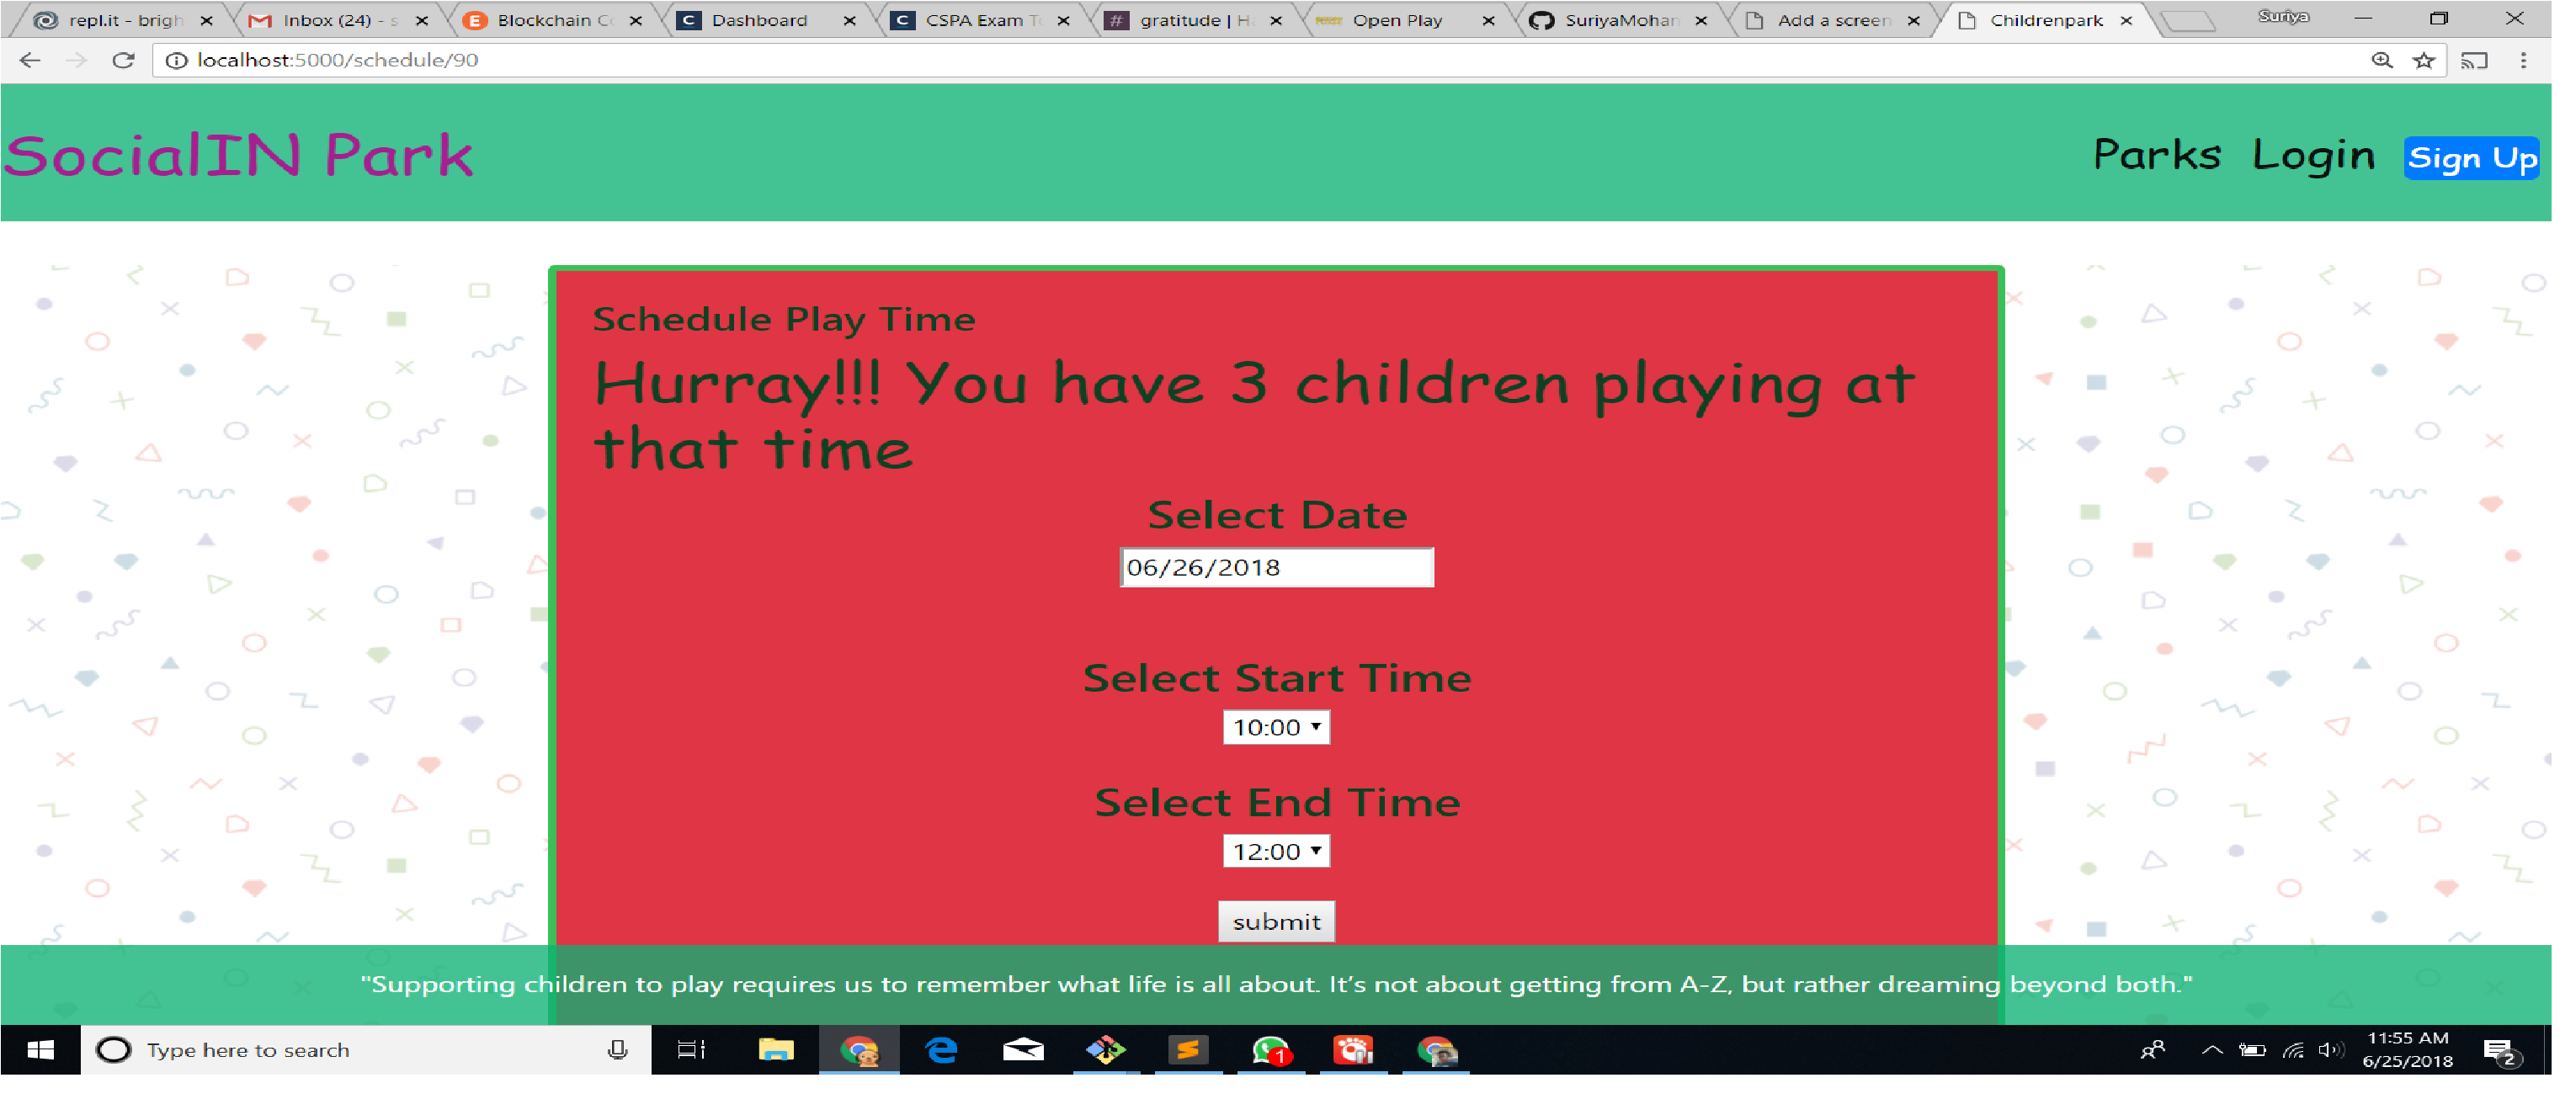 repl.it - brigh
Inbox (24) - s
Blockchain C
Dashboard
CSPA Exam T
gratitude | H
Open Play
SuriyaMohan
Add a screen
Childrenpark
Suriya
localhost:5000/schedule/90
SocialIN Park
Parks Login Sign Up
Schedule Play Time
Hurray!!! You have 3 children playing at
that time
Select Date
06/26/2018
Select Start Time
10:00
Select End Time
12:00
submit
"Supporting children to play requires us to remember what life is all about. It’s not about getting from A-Z, but rather dreaming beyond both."
Type here to search
1
11:55 AM
6/25/2018
2